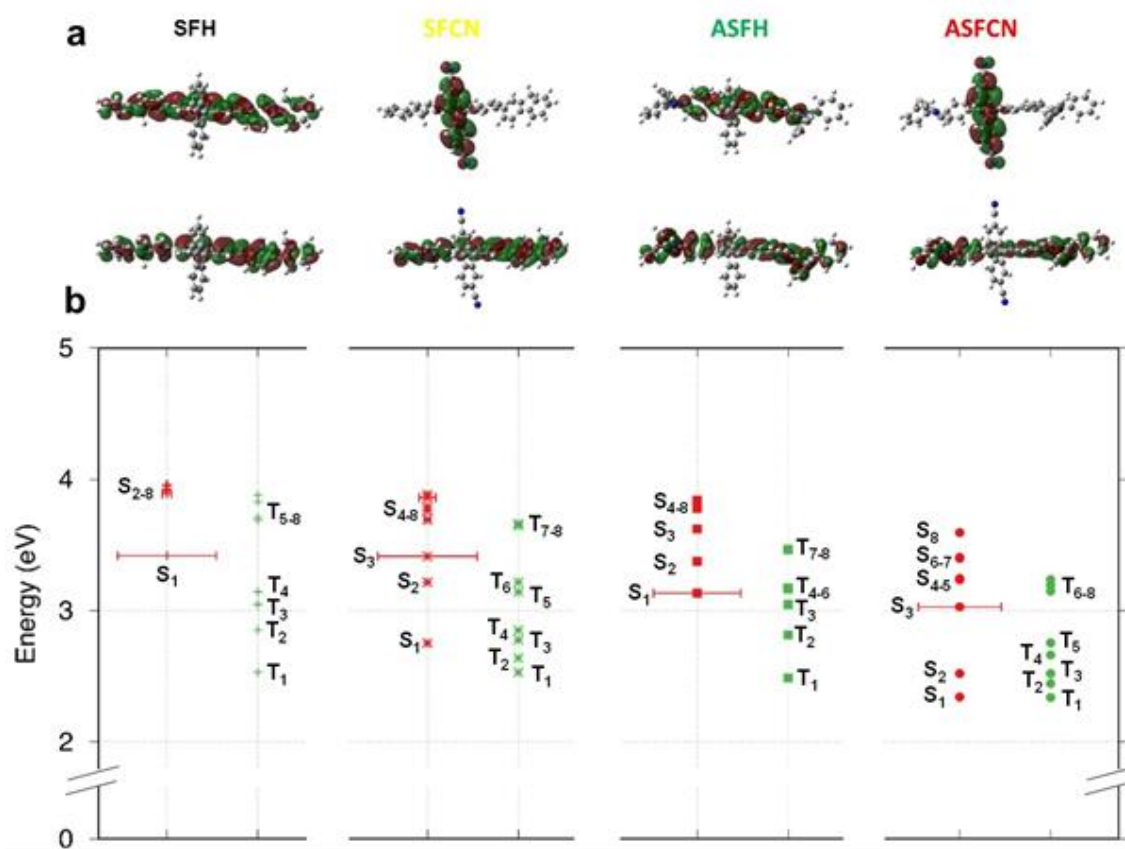 a
SFH SFCN ASFH ASFCN
b
Energy (eV)
5
4
3
2
0
S2-8
S1
T5-8
T4
T3
T2
T1
S4-8
S3
S2
S1
T7-8
T6
T5
T4
T3
T2
T1
S4-8
S3
S2
S1
T7-8
T4-6
T3
T2
T1
S8
S6-7
S4-5
S3
S2
S1
T6-8
T5
T4
T3
T2
T1